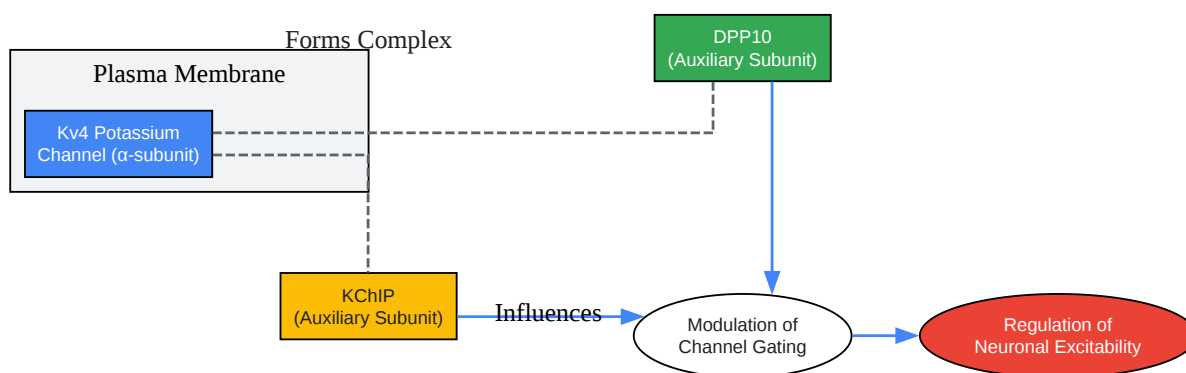 Forms Complex
DPP10
(Auxiliary Subunit)
Plasma Membrane
Kv4 Potassium
Channel (α-subunit)
KChIP
(Auxiliary Subunit)
Influences
Modulation of
Channel Gating
Regulation of
Neuronal Excitability